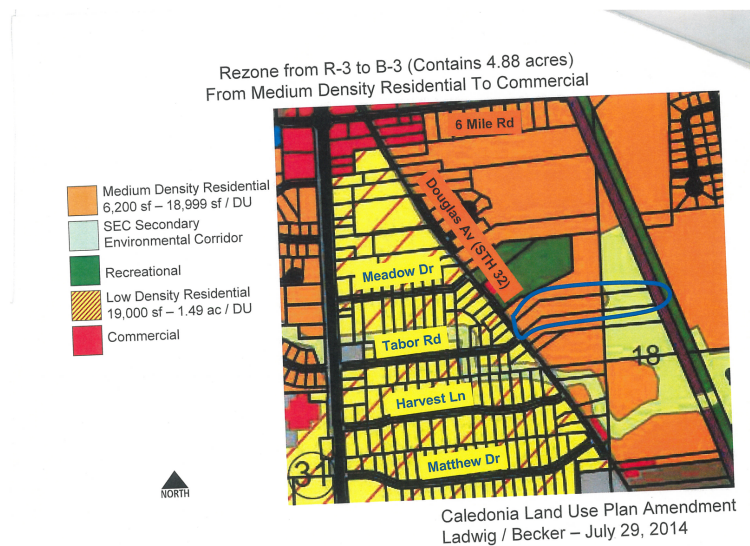 Rezone from R-3 to B-3 (Contains 4.88 acres)
From Medium Density Residential To Commercial
6 Mile Rd
Medium Density Residential
6,200 sf – 18,999 sf / DU
SEC Secondary
Environmental Corridor
Recreational
Low Density Residential
19,000 sf – 1.49 ac / DU
Commercial
Douglas Av (STH 32)
Meadow Dr
Tabor Rd
18
Harvest Ln
Matthew Dr
3
NORTH
Caledonia Land Use Plan Amendment
Ladwig / Becker – July 29, 2014